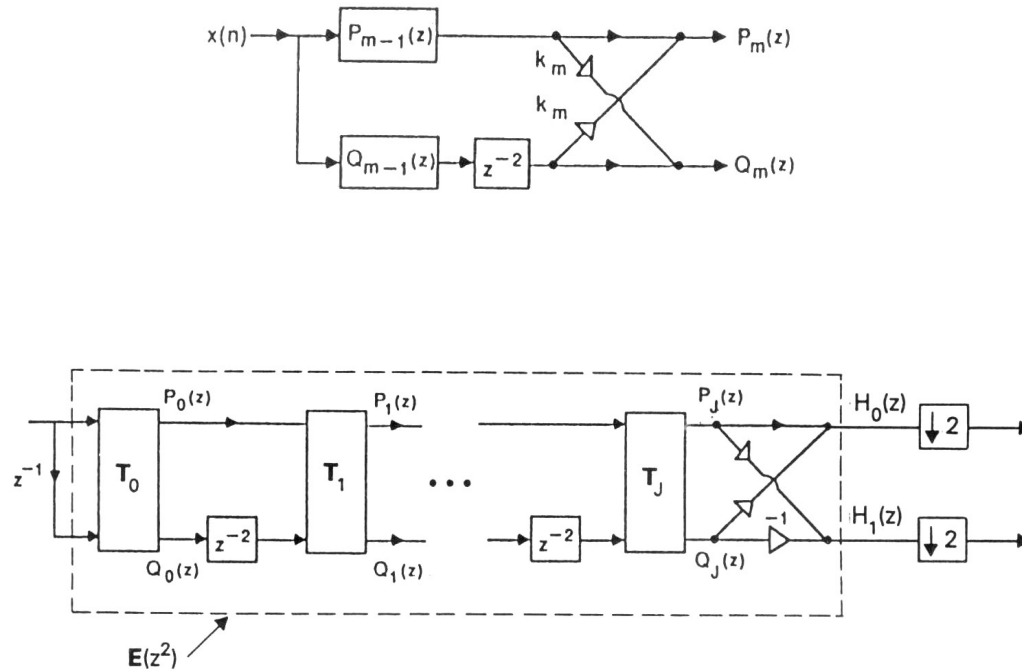 x(n) P_{m-1}(z) P_m(z)
k_m
k_m
Q_{m-1}(z) z^{-2} Q_m(z)
P_0(z) P_1(z) P_J(z) H_0(z) ↓2
z^{-1} T_0 T_1 • • • T_J
z^{-2} z^{-2} -1 H_1(z) ↓2
Q_0(z) Q_1(z) Q_J(z)
E(z^2)